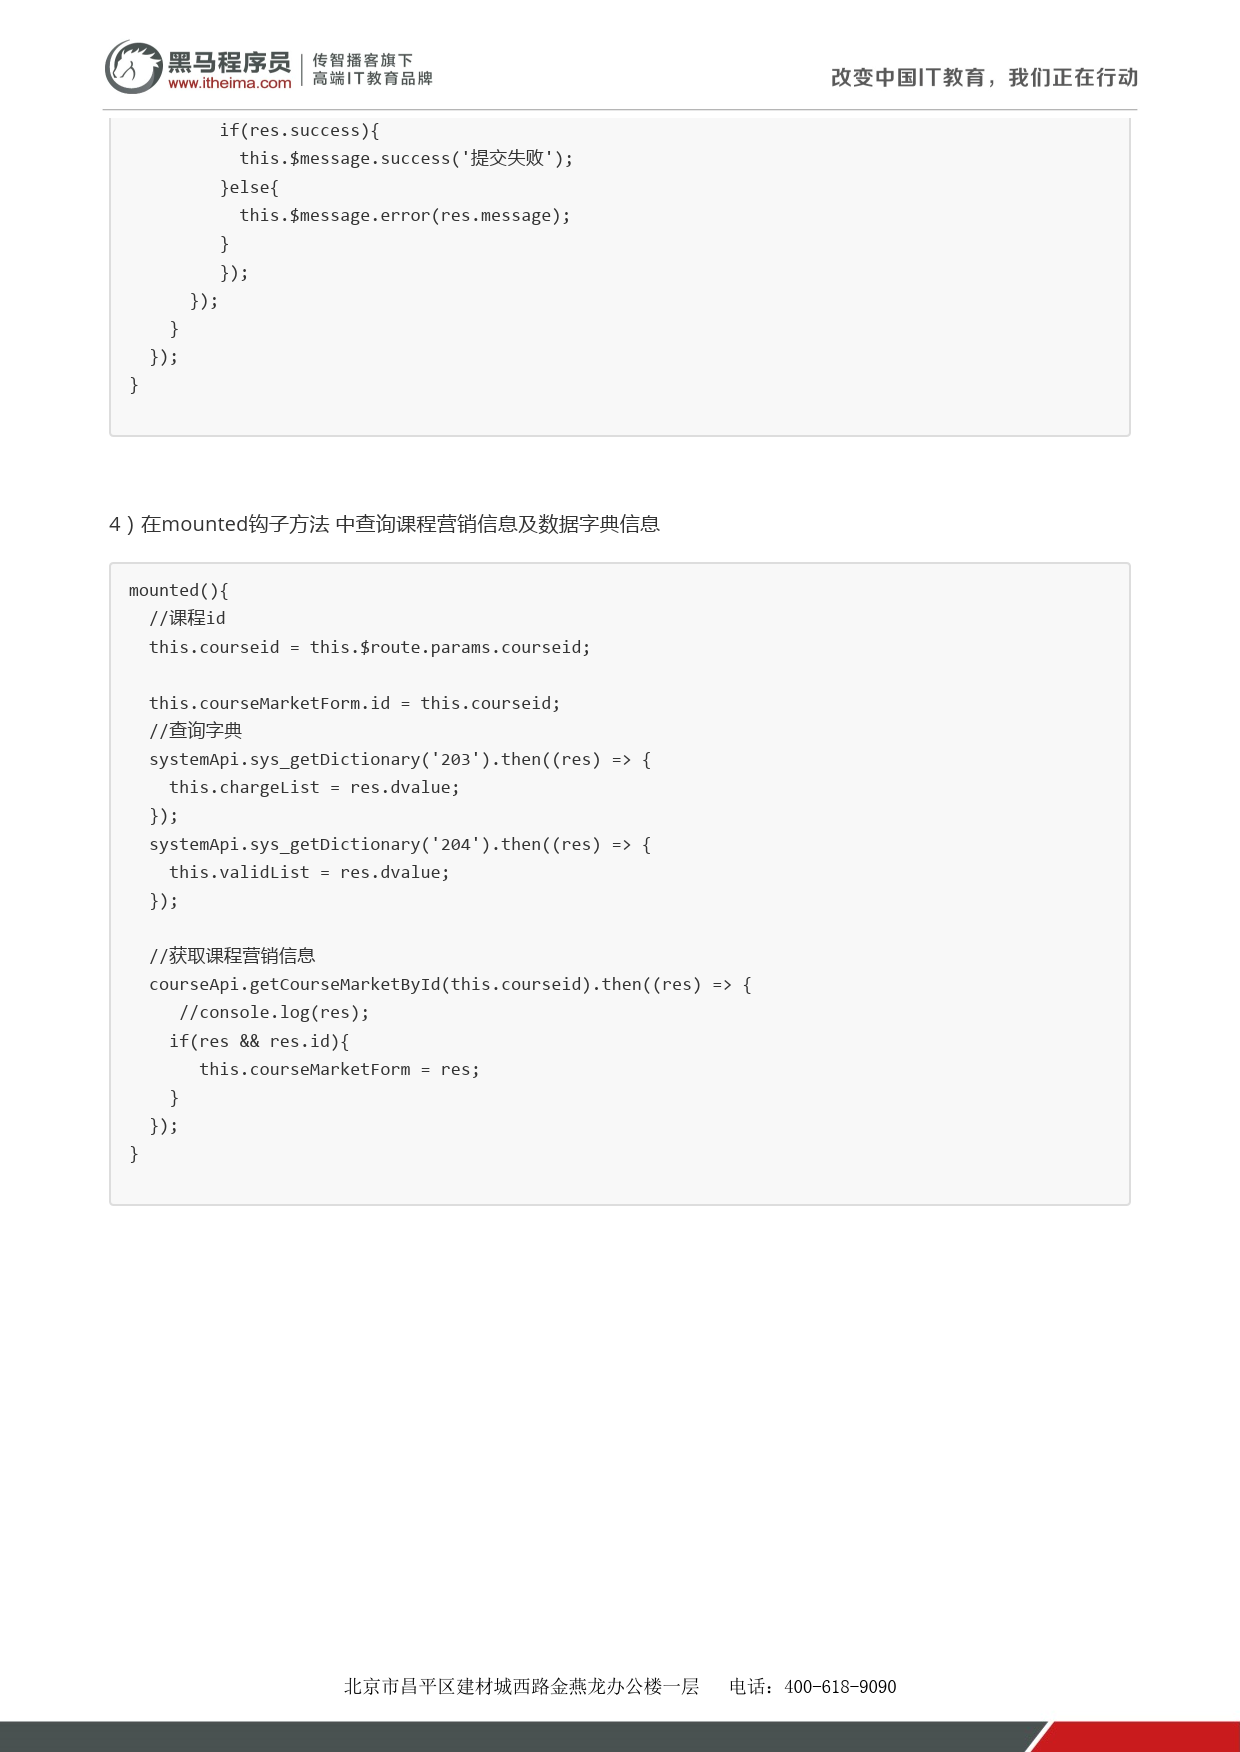 黑马程序员
www.itheima.com
传智播客旗下
高端IT教育品牌
改变中国IT教育，我们正在行动
         if(res.success){
           this.$message.success('提交失败');
         }else{
           this.$message.error(res.message);
         }
         });
      });
    }
  });
}
4）在mounted钩子方法 中查询课程营销信息及数据字典信息
mounted(){
  //课程id
  this.courseid = this.$route.params.courseid;
  this.courseMarketForm.id = this.courseid;
  //查询字典
  systemApi.sys_getDictionary('203').then((res) => {
    this.chargeList = res.dvalue;
  });
  systemApi.sys_getDictionary('204').then((res) => {
    this.validList = res.dvalue;
  });
  //获取课程营销信息
  courseApi.getCourseMarketById(this.courseid).then((res) => {
     //console.log(res);
    if(res && res.id){
       this.courseMarketForm = res;
    }
  });
}
北京市昌平区建材城西路金燕龙办公楼一层   电话：400-618-9090